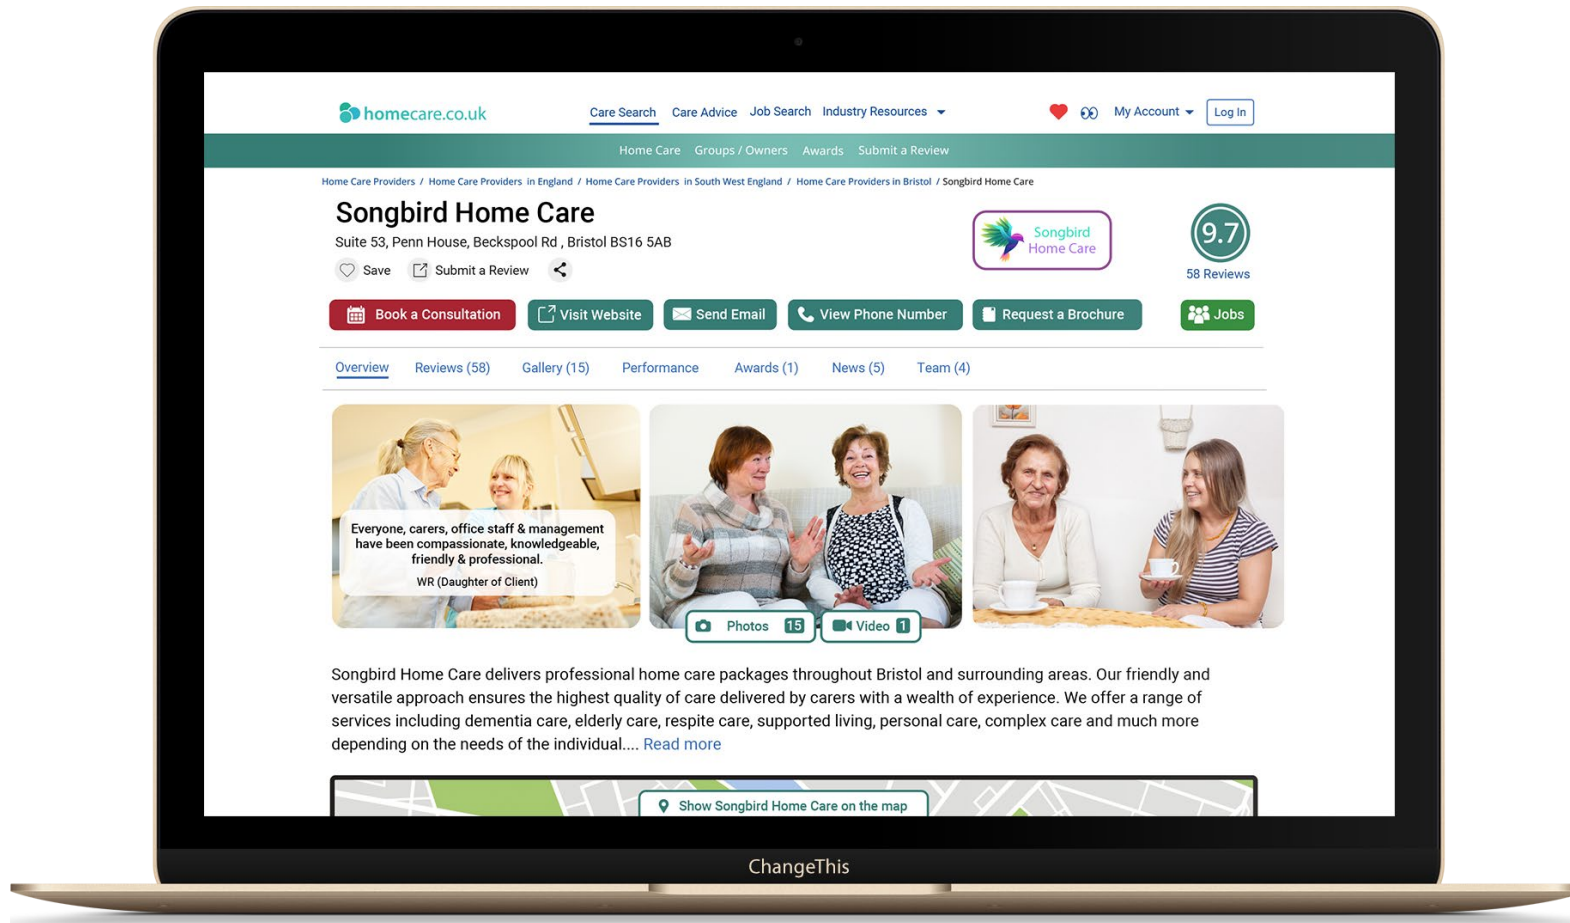 homecare.co.uk
Care Search Care Advice Job Search Industry Resources
My Account Log In
Home Care Groups / Owners Awards Submit a Review
Home Care Providers / Home Care Providers in England / Home Care Providers in South West England / Home Care Providers in Bristol / Songbird Home Care
Songbird Home Care
Suite 53, Penn House, Beckspool Rd , Bristol BS16 5AB
Save Submit a Review
Songbird
Home Care
9.7
58 Reviews
Book a Consultation Visit Website Send Email View Phone Number Request a Brochure Jobs
Overview Reviews (58) Gallery (15) Performance Awards (1) News (5) Team (4)
Everyone, carers, office staff & management
have been compassionate, knowledgeable,
friendly & professional.
WR (Daughter of Client)
Photos 15 Video 1
Songbird Home Care delivers professional home care packages throughout Bristol and surrounding areas. Our friendly and
versatile approach ensures the highest quality of care delivered by carers with a wealth of experience. We offer a range of
services including dementia care, elderly care, respite care, supported living, personal care, complex care and much more
depending on the needs of the individual.... Read more
Show Songbird Home Care on the map
ChangeThis